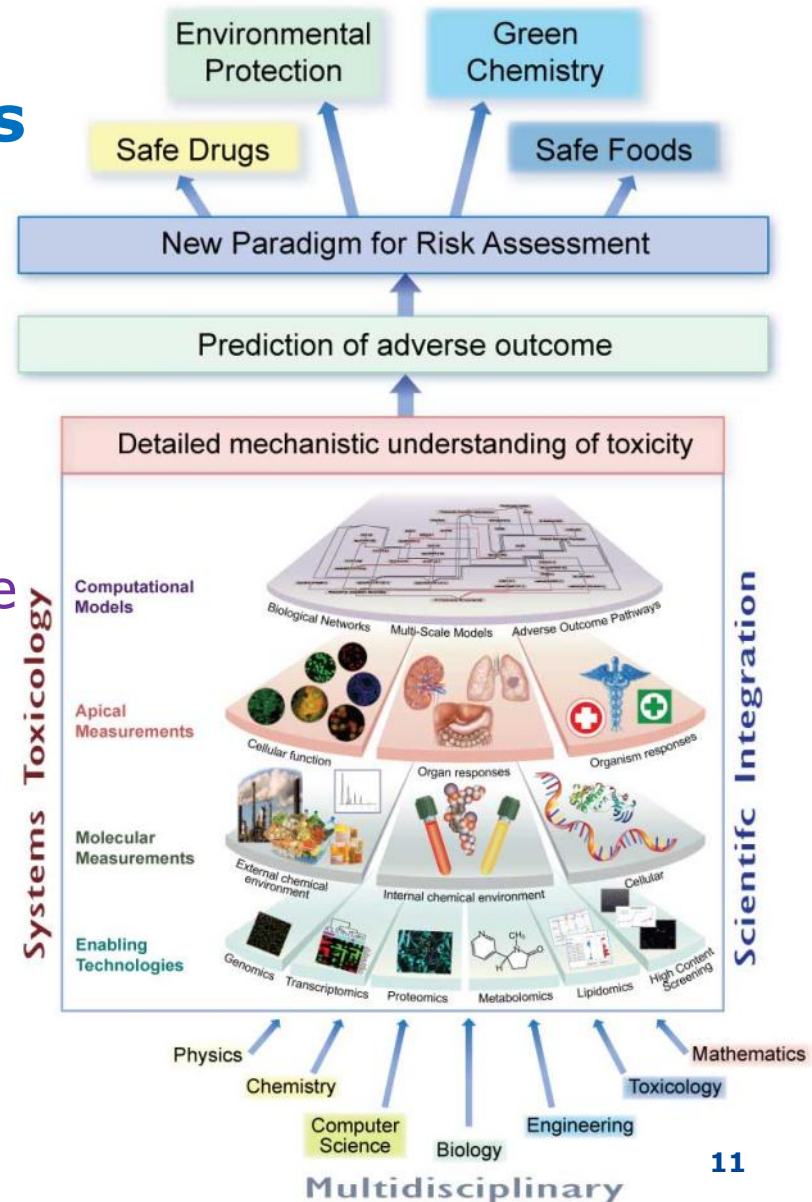 Environmental
Protection
Green
Chemistry
s
Safe Drugs
Safe Foods
New Paradigm for Risk Assessment
Prediction of adverse outcome
Detailed mechanistic understanding of toxicity
e
Systems Toxicology
Scientifc Integration
Computational
Models
Biological Networks
Multi-Scale Models
Adverse Outcome Pathways
Apical
Measurements
Cellular function
Organ responses
Organism responses
Molecular
Measurements
External chemical
environment
Internal chemical environment
Cellular
Enabling
Technologies
Genomics
Transcriptomics
Proteomics
CH₃
N
N
H
O
Metabolomics
Lipidomics
High Content
Screening
Physics
Chemistry
Computer
Science
Biology
Engineering
Toxicology
Mathematics
Multidisciplinary
11